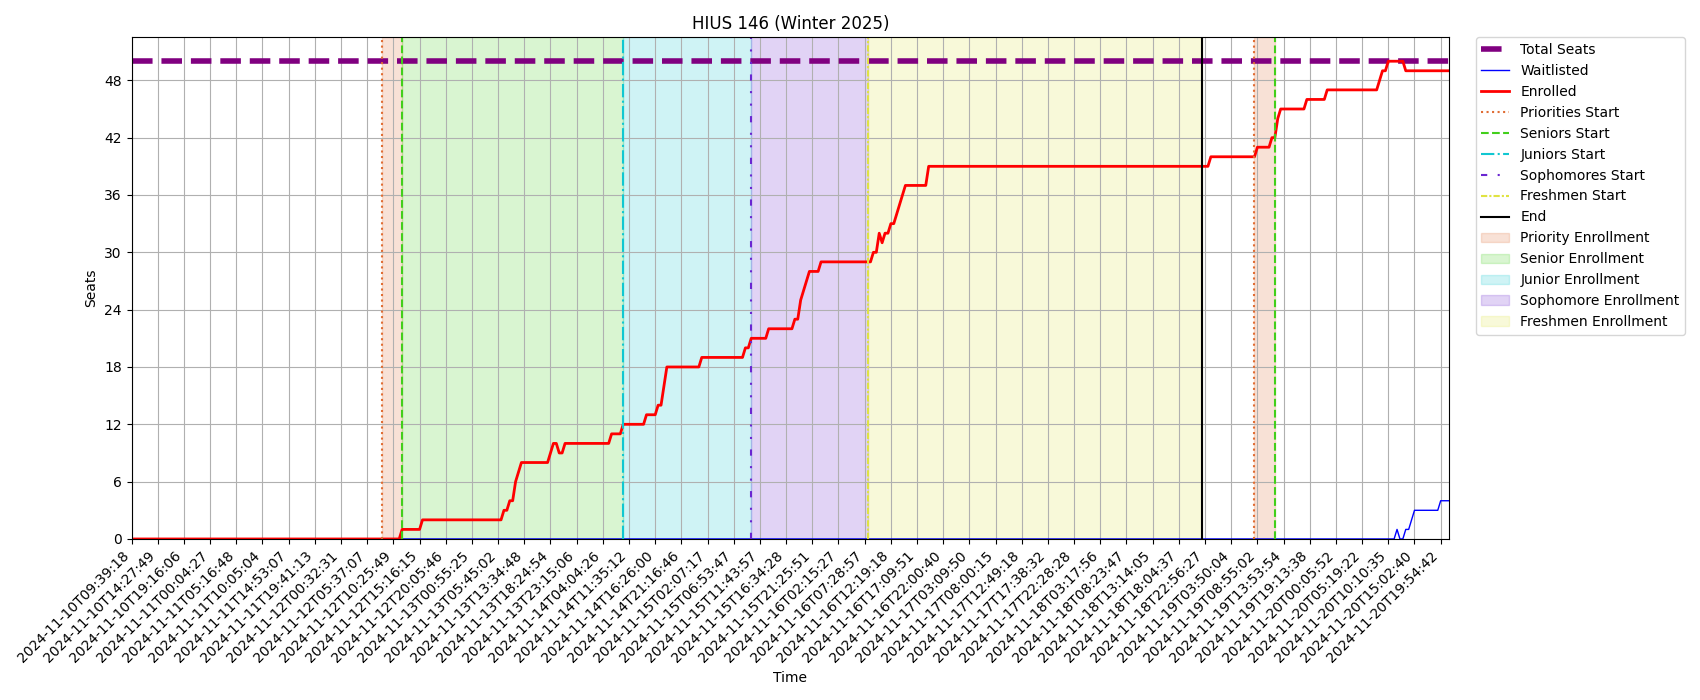 HIUS 146 (Winter 2025)
Seats
48
42
36
30
24
18
12
6
0
2024-11-10T09:39:18
2024-11-10T14:27:49
2024-11-10T19:16:06
2024-11-11T00:04:27
2024-11-11T05:16:48
2024-11-11T10:05:04
2024-11-11T14:53:07
2024-11-11T19:41:13
2024-11-12T00:32:31
2024-11-12T05:37:07
2024-11-12T10:25:49
2024-11-12T15:16:15
2024-11-12T20:05:46
2024-11-13T00:55:25
2024-11-13T05:45:02
2024-11-13T13:34:48
2024-11-13T18:24:54
2024-11-13T23:15:06
2024-11-14T04:04:26
2024-11-14T11:35:12
2024-11-14T16:26:00
2024-11-14T21:16:46
2024-11-15T02:07:17
2024-11-15T06:53:47
2024-11-15T11:43:57
2024-11-15T16:34:28
2024-11-15T21:25:51
2024-11-16T02:15:27
2024-11-16T07:28:57
2024-11-16T12:19:18
2024-11-16T17:09:51
2024-11-16T22:00:40
2024-11-17T03:09:50
2024-11-17T08:00:15
2024-11-17T12:49:18
2024-11-17T17:38:32
2024-11-17T22:28:28
2024-11-18T03:17:56
2024-11-18T08:23:47
2024-11-18T13:14:05
2024-11-18T18:04:37
2024-11-18T22:56:27
2024-11-19T03:50:04
2024-11-19T08:55:02
2024-11-19T13:53:54
2024-11-19T19:13:38
2024-11-20T00:05:52
2024-11-20T05:19:22
2024-11-20T10:10:35
2024-11-20T15:02:40
2024-11-20T19:54:42
Time
Total Seats
Waitlisted
Enrolled
Priorities Start
Seniors Start
Juniors Start
Sophomores Start
Freshmen Start
End
Priority Enrollment
Senior Enrollment
Junior Enrollment
Sophomore Enrollment
Freshmen Enrollment